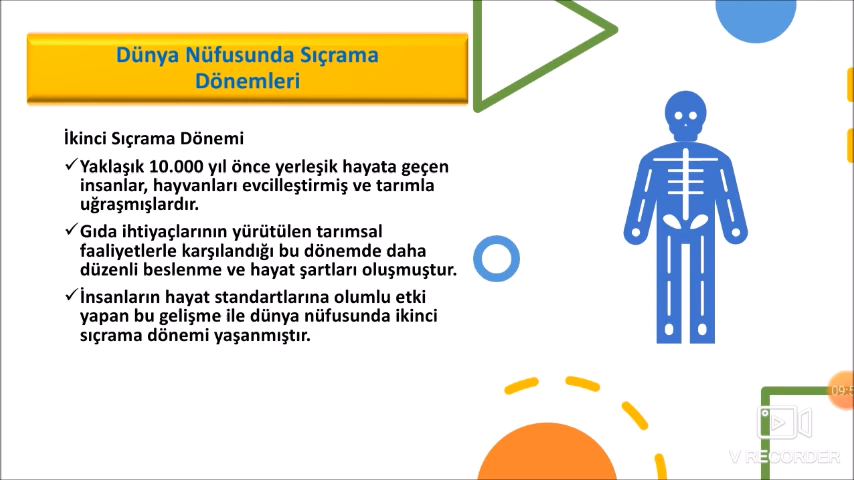 Dünya Nüfusunda Sıçrama
Dönemleri
İkinci Sıçrama Dönemi
✓Yaklaşık 10.000 yıl önce yerleşik hayata geçen
insanlar, hayvanları evcilleştirmiş ve tarımla
uğraşmışlardır.
✓Gıda ihtiyaçlarının yürütülen tarımsal
faaliyetlerle karşılandığı bu dönemde daha
düzenli beslenme ve hayat şartları oluşmuştur.
✓İnsanların hayat standartlarına olumlu etki
yapan bu gelişme ile dünya nüfusunda ikinci
sıçrama dönemi yaşanmıştır.
V RECORDER